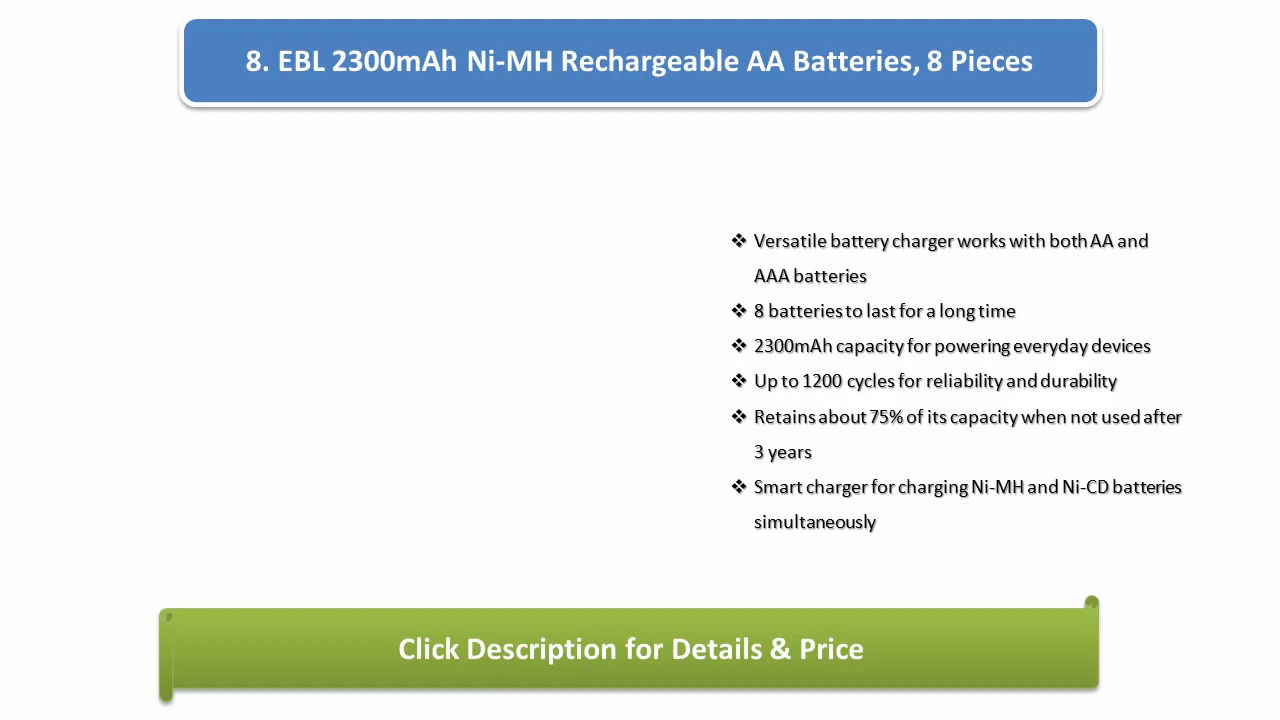 8. EBL 2300mAh Ni-MH Rechargeable AA Batteries, 8 Pieces
❖ Versatile battery charger works with both AA and
AAA batteries
❖ 8 batteries to last for a long time
❖ 2300mAh capacity for powering everyday devices
❖ Up to 1200 cycles for reliability and durability
❖ Retains about 75% of its capacity when not used after
3 years
❖ Smart charger for charging Ni-MH and Ni-CD batteries
simultaneously
Click Description for Details & Price